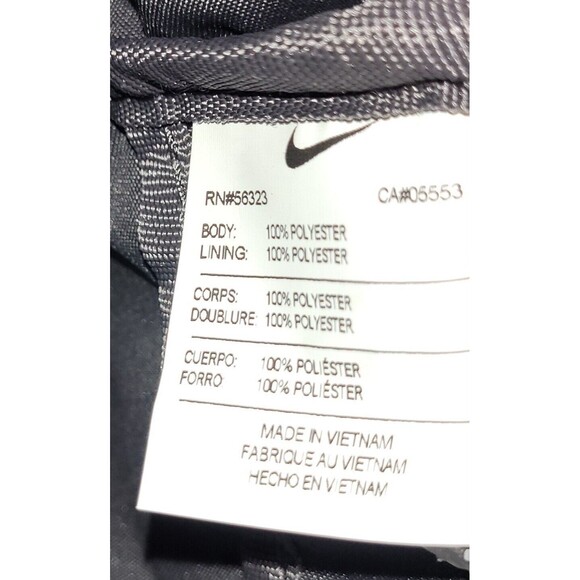 RN#56323 CA#05553
BODY: 100% POLYESTER
LINING: 100% POLYESTER
CORPS: 100% POLYESTER
DOUBLURE: 100% POLYESTER
CUERPO: 100% POLIÉSTER
FORRO 100% POLIÉSTER
MADE IN VIETNAM
FABRIQUE AU VIETNAM
HECHO EN VIETNAM